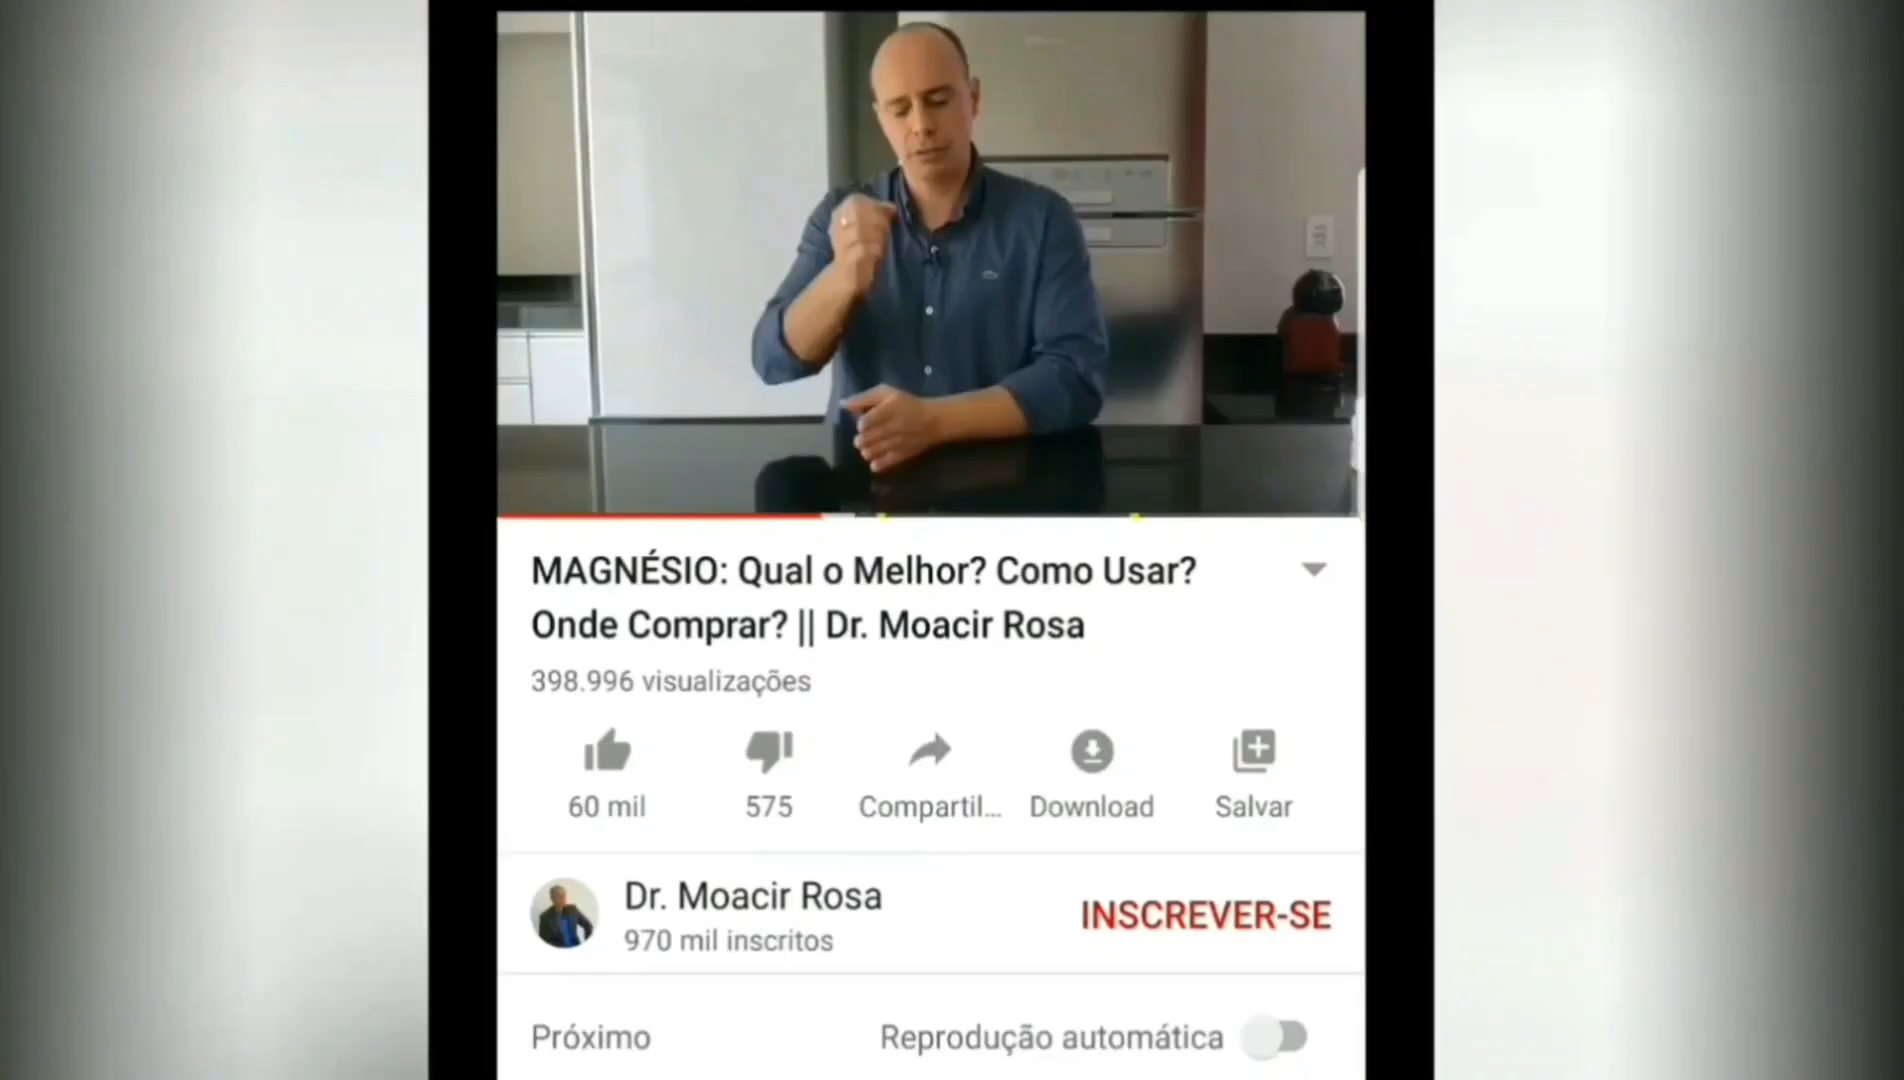 MAGNÉSIO: Qual o Melhor? Como Usar?
Onde Comprar? || Dr. Moacir Rosa
398.996 visualizações
60 mil
575
Compartil...
Download
Salvar
Dr. Moacir Rosa
970 mil inscritos
INSCREVER-SE
Próximo
Reprodução automática